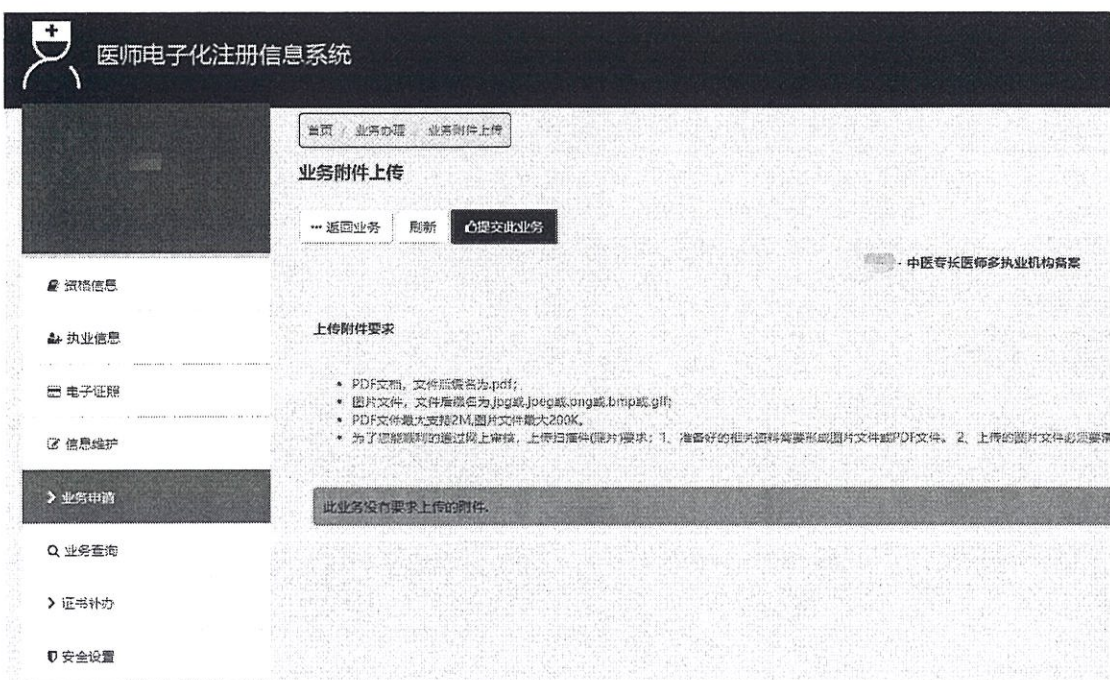 医师电子化注册信息系统
首页 / 业务办理 / 业务附件上传
业务附件上传
返回业务
刷新
提交此业务
- 中医专长医师多执业机构备案
资格信息
执业信息
电子证照
信息维护
业务申请
业务查询
证书补办
安全设置
上传附件要求
PDF文档，文件后缀名为.pdf;
图片文件，文件后缀名为.jpg或.jpeg或.png或.bmp或.gif;
PDF文件最大支持2M,图片文件最大200K。
为了您能顺利的通过网上审核，上传扫描件(照片)要求：1、准备好的相关资料需要形成图片文件或PDF文件。 2、上传的图片文件必须要清
此业务没有要求上传的附件.